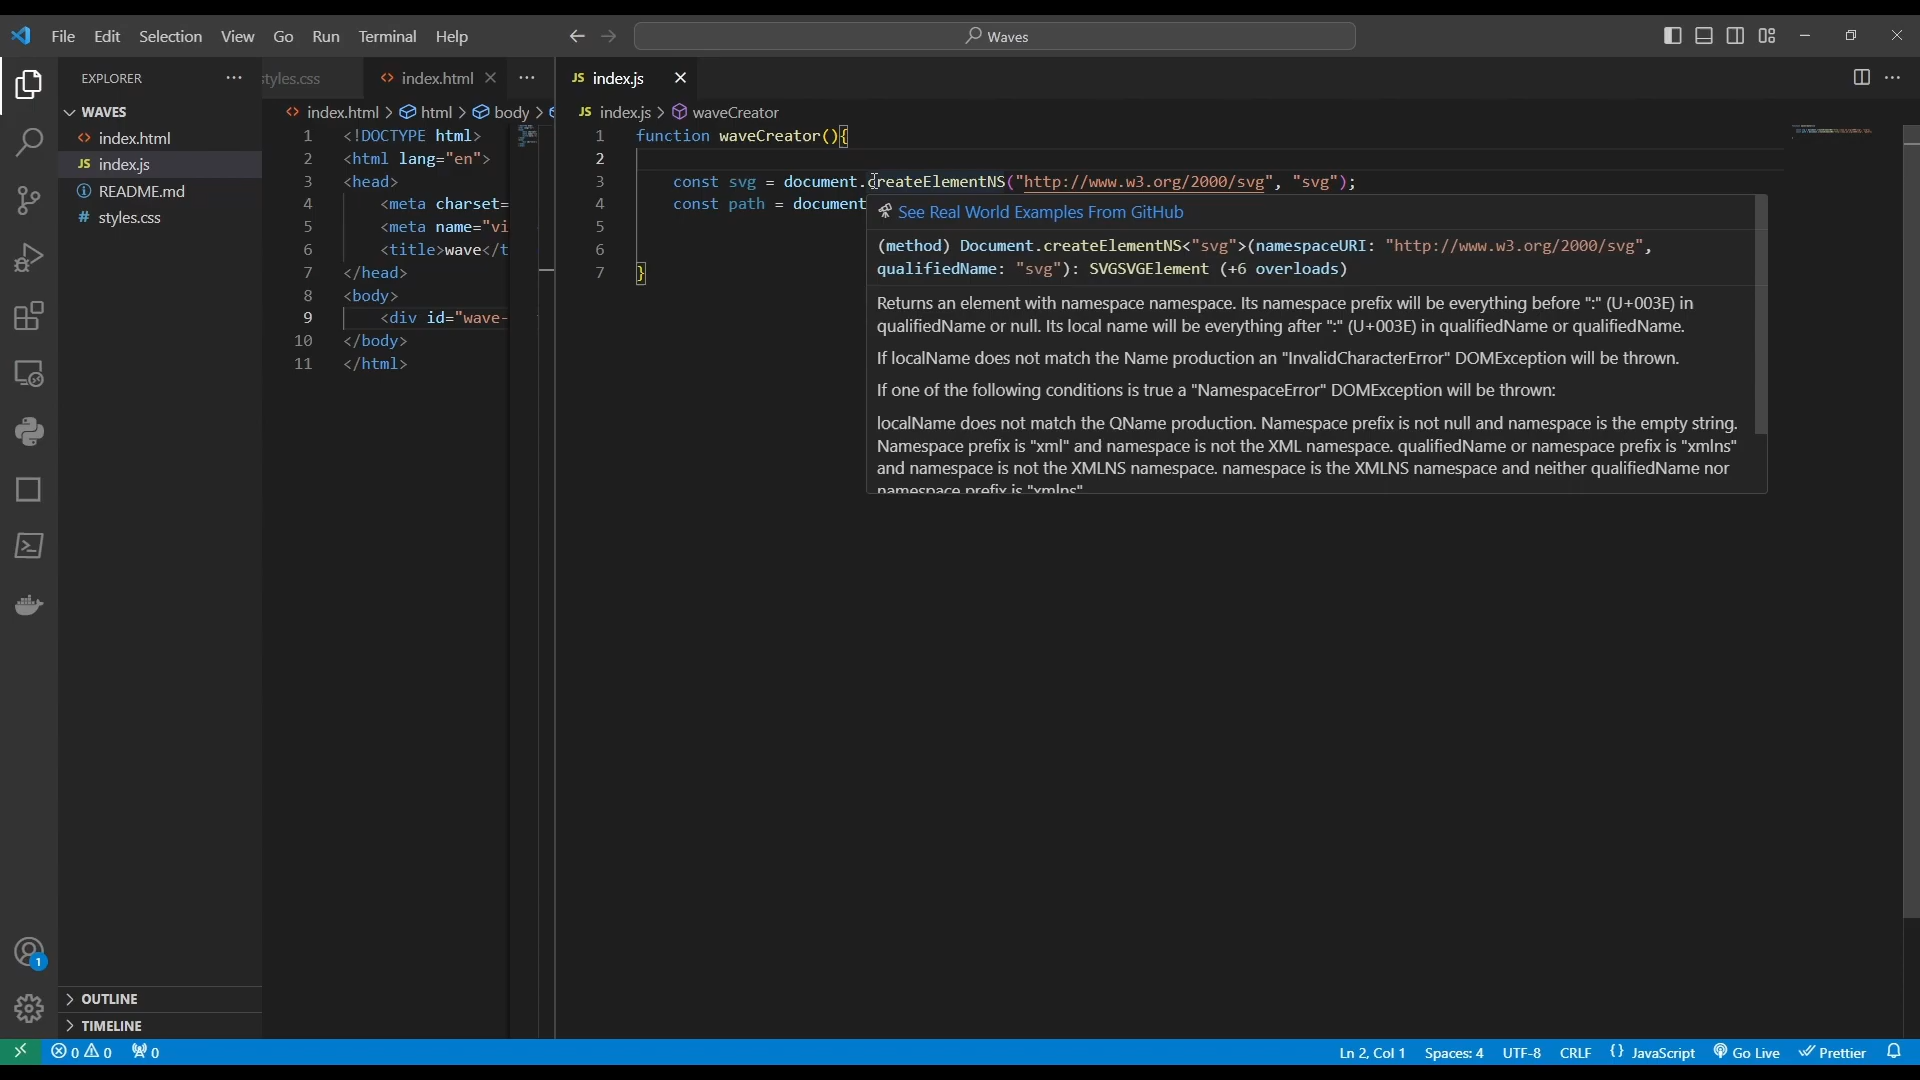 File Edit Selection View Go Run Terminal Help
Waves
EXPLORER
WAVES
index.html
JS index.js
README.md
# styles.css
OUTLINE
TIMELINE
styles.css
<> index.html
index.html > html > body >
1 <!DOCTYPE html>
2 <html lang="en">
3 <head>
4 <meta charset=
5 <meta name="vi
6 <title>wave</t
7 </head>
8 <body>
9 <div id="wave-
10 </body>
11 </html>
JS index.js
JS index.js > waveCreator
1 function waveCreator(){
2
3 const svg = document.createElementNS("http://www.w3.org/2000/svg", "svg");
4 const path = document
5
6
7 }
See Real World Examples From GitHub
(method) Document.createElementNS<"svg">(namespaceURI: "http://www.w3.org/2000/svg",
qualifiedName: "svg"): SVGSVGElement (+6 overloads)
Returns an element with namespace namespace. Its namespace prefix will be everything before ":" (U+003E) in
qualifiedName or null. Its local name will be everything after ":" (U+003E) in qualifiedName or qualifiedName.
If localName does not match the Name production an "InvalidCharacterError" DOMException will be thrown.
If one of the following conditions is true a "NamespaceError" DOMException will be thrown:
localName does not match the QName production. Namespace prefix is not null and namespace is the empty string.
Namespace prefix is "xml" and namespace is not the XML namespace. qualifiedName or namespace prefix is "xmlns"
and namespace is not the XMLNS namespace. namespace is the XMLNS namespace and neither qualifiedName nor
namespace prefix is "xmlns"
1
0 0 0
Ln 2, Col 1 Spaces: 4 UTF-8 CRLF {} JavaScript Go Live Prettier